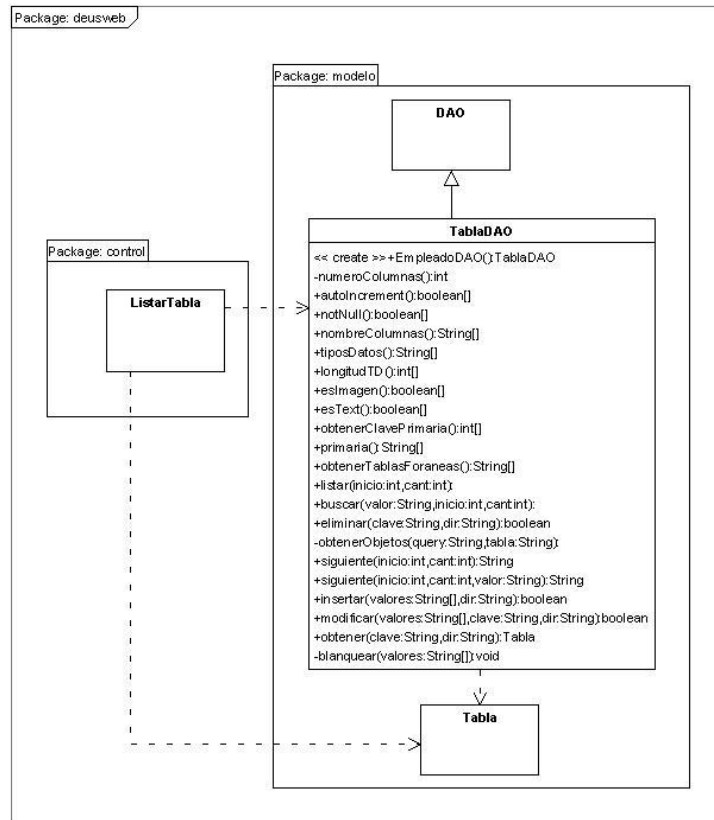 Package: deusweb
Package: modelo
DAO
TablaDAO
<< create >>+EmpleadoDAO():TablaDAO
-numeroColumnas():int
+autoIncrement():boolean[]
+notNull():boolean[]
+nombreColumnas():String[]
+tiposDatos():String[]
+longitudTD():int[]
+esImagen():boolean[]
+esText():boolean[]
+obtenerClavePrimaria():int[]
+primaria():String[]
+obtenerTablasForaneas():String[]
+listar(inicio:int,cant:int):
+buscar(valor:String,inicio:int,cant:int):
+eliminar(clave:String,dir:String):boolean
-obtenerObjetos(query:String,tabla:String):
+siguiente(inicio:int,cant:int):String
+siguiente(inicio:int,cant:int,valor:String):String
+insertar(valores:String[],dir:String):boolean
+modificar(valores:String[],clave:String,dir:String):boolean
+obtener(clave:String,dir:String):Tabla
-blanquear(valores:String[]):void
Package: control
ListarTabla
Tabla